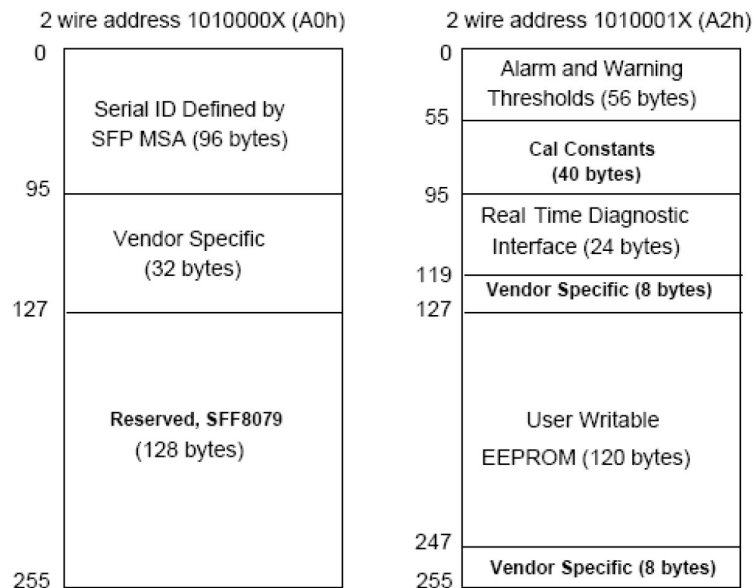 2 wire address 1010000X (A0h)
0
Serial ID Defined by
SFP MSA (96 bytes)
95
Vendor Specific
(32 bytes)
127
Reserved, SFF8079
(128 bytes)
255
2 wire address 1010001X (A2h)
0
Alarm and Warning
Thresholds (56 bytes)
55
Cal Constants
(40 bytes)
95
Real Time Diagnostic
Interface (24 bytes)
119
Vendor Specific (8 bytes)
127
User Writable
EEPROM (120 bytes)
247
Vendor Specific (8 bytes)
255